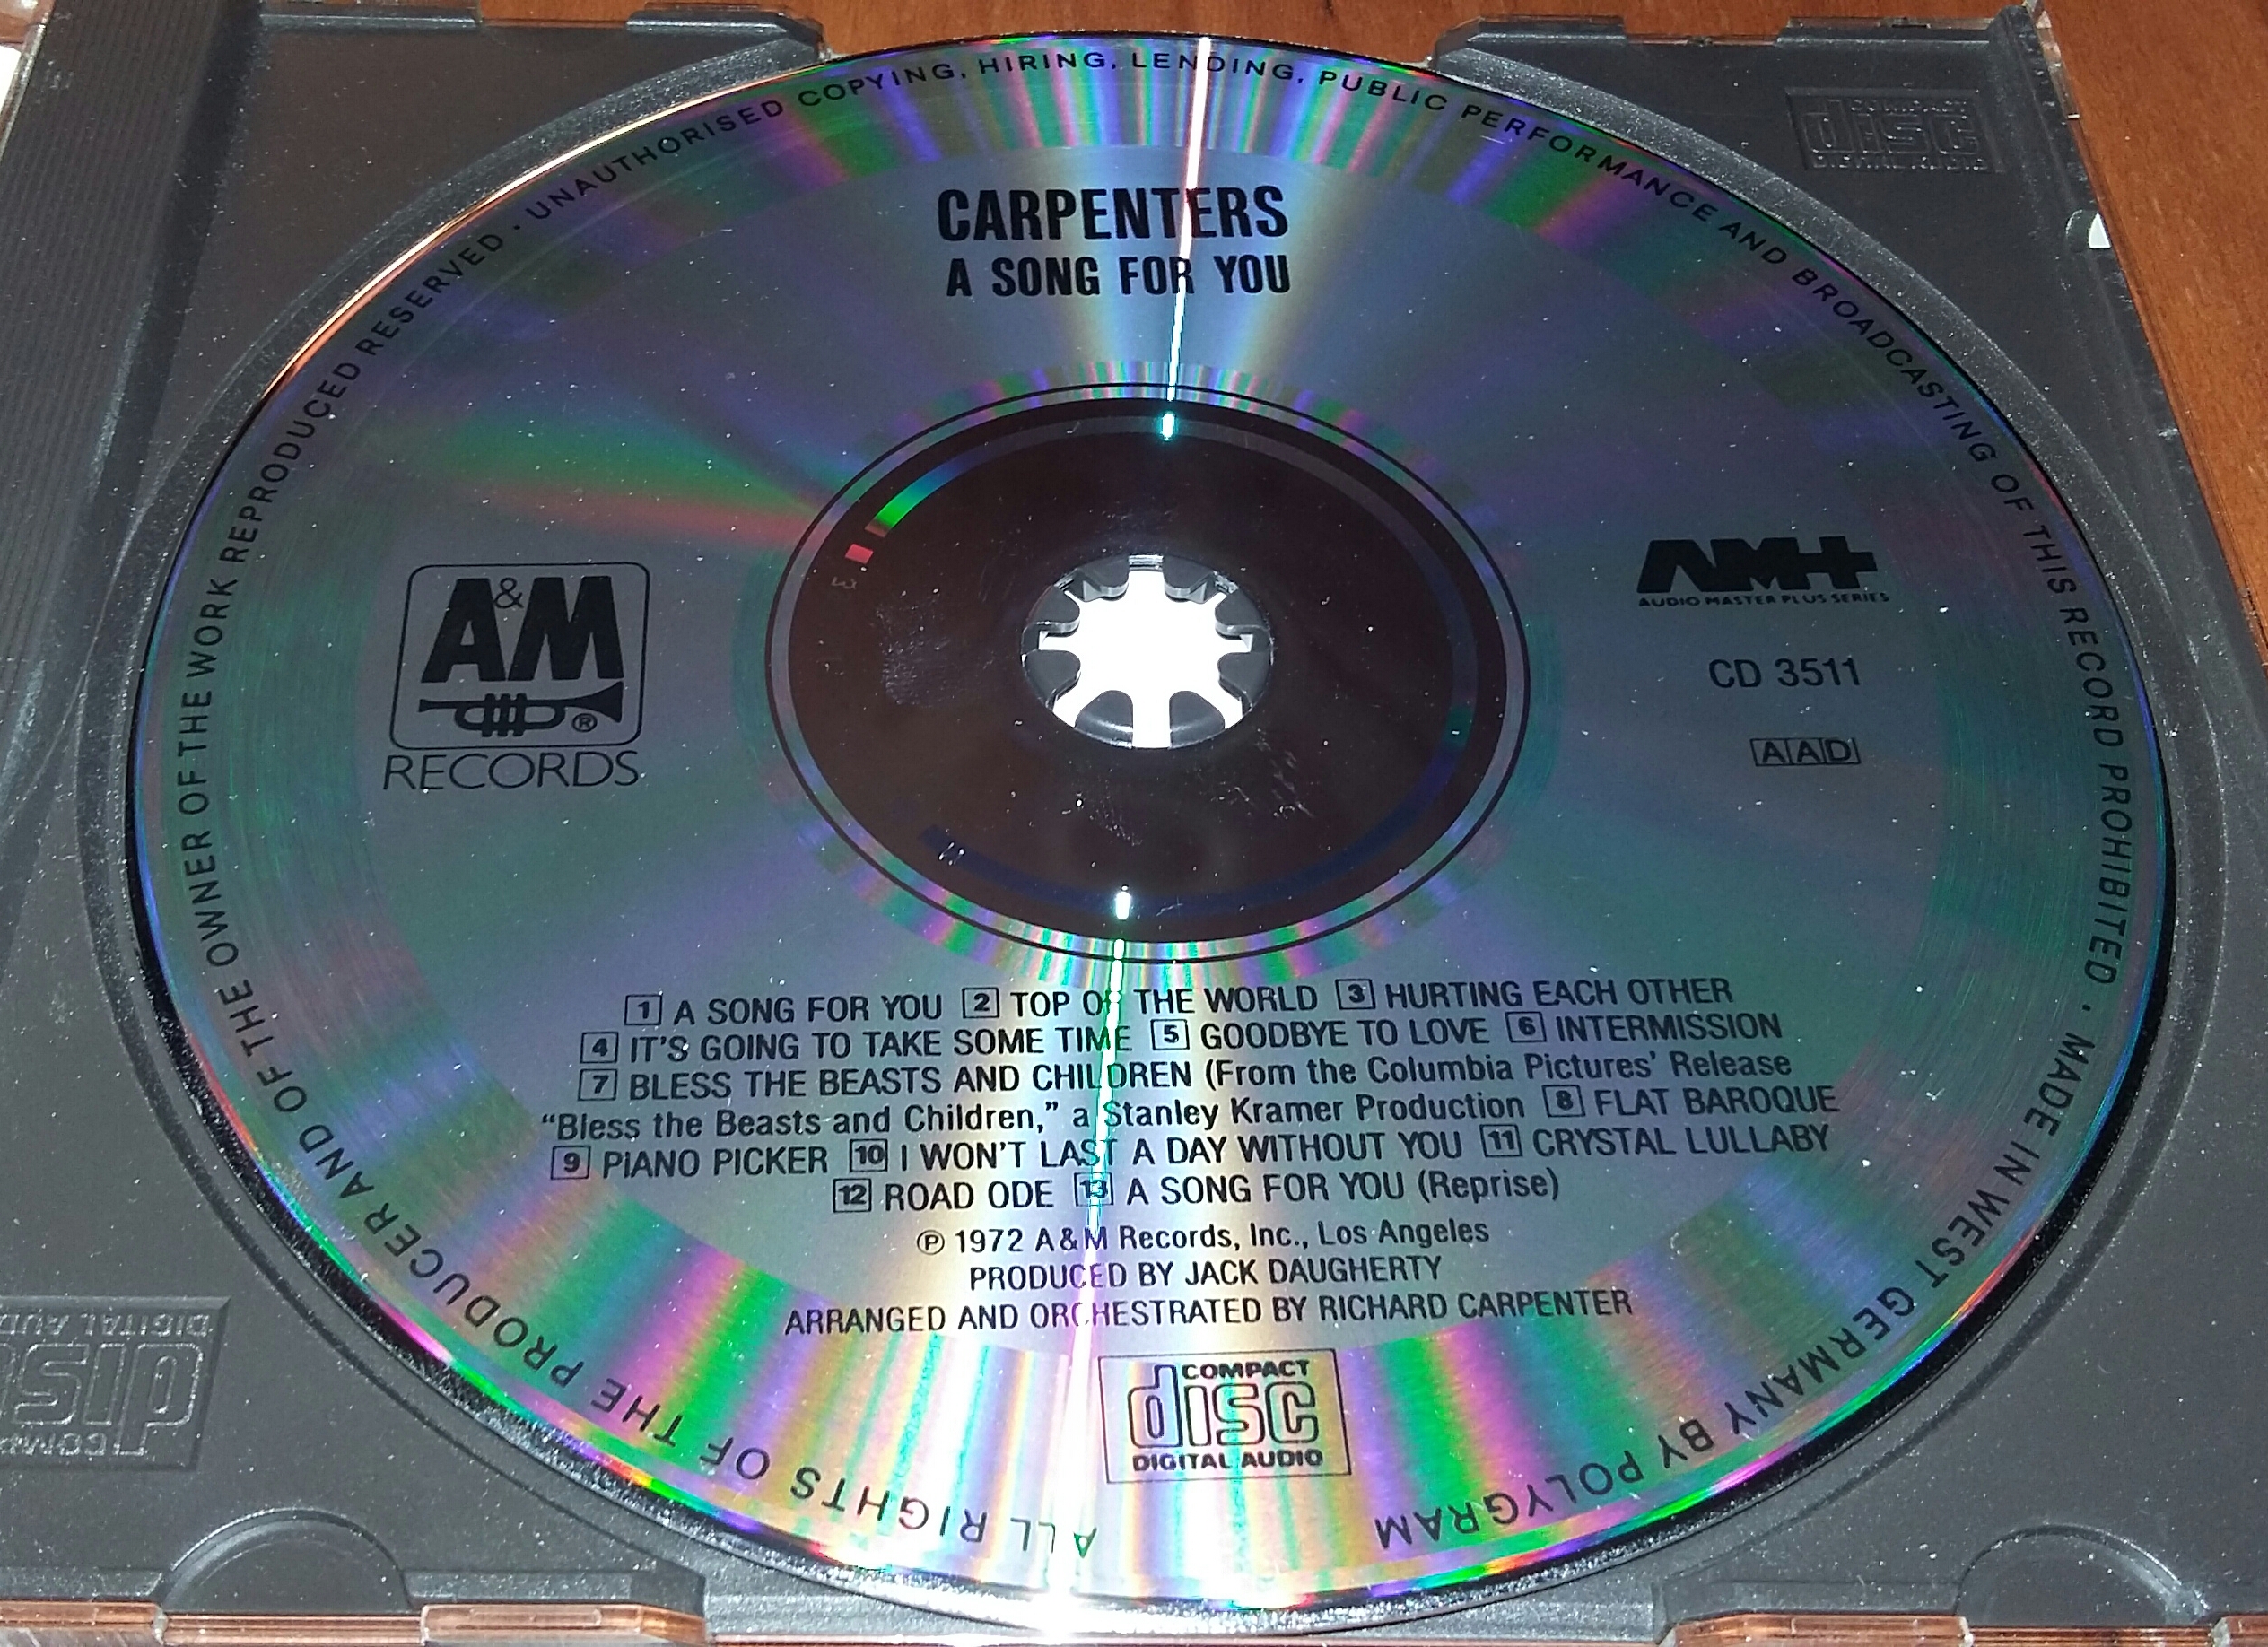 UNAUTHORISED COPYING, HIRING, LENDING, PUBLIC PERFORMANCE AND BROADCASTING OF THIS RECORD PROHIBITED · MADE IN WEST GERMANY BY POLYGRAM
ALL RIGHTS OF THE PRODUCER AND OF THE OWNER OF THE WORK REPRODUCED RESERVED ·
COMPACT
disc
DIGITAL AUDIO
CARPENTERS
A SONG FOR YOU
A&M
®
RECORDS
AM+
AUDIO MASTER PLUS SERIES
CD 3511
AAD
3
1 A SONG FOR YOU 2 TOP OF THE WORLD 3 HURTING EACH OTHER
4 IT'S GOING TO TAKE SOME TIME 5 GOODBYE TO LOVE 6 INTERMISSION
7 BLESS THE BEASTS AND CHILDREN (From the Columbia Pictures' Release
"Bless the Beasts and Children," a Stanley Kramer Production 8 FLAT BAROQUE
9 PIANO PICKER 10 I WON'T LAST A DAY WITHOUT YOU 11 CRYSTAL LULLABY
12 ROAD ODE 13 A SONG FOR YOU (Reprise)
℗ 1972 A&M Records, Inc., Los Angeles
PRODUCED BY JACK DAUGHERTY
ARRANGED AND ORCHESTRATED BY RICHARD CARPENTER
COMPACT
disc
DIGITAL AUDIO